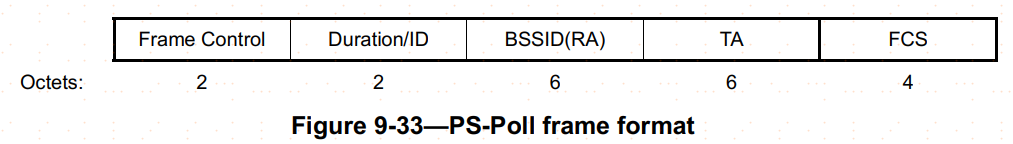 Frame Control Duration/ID BSSID(RA) TA FCS
Octets: 2 2 6 6 4
Figure 9-33—PS-Poll frame format